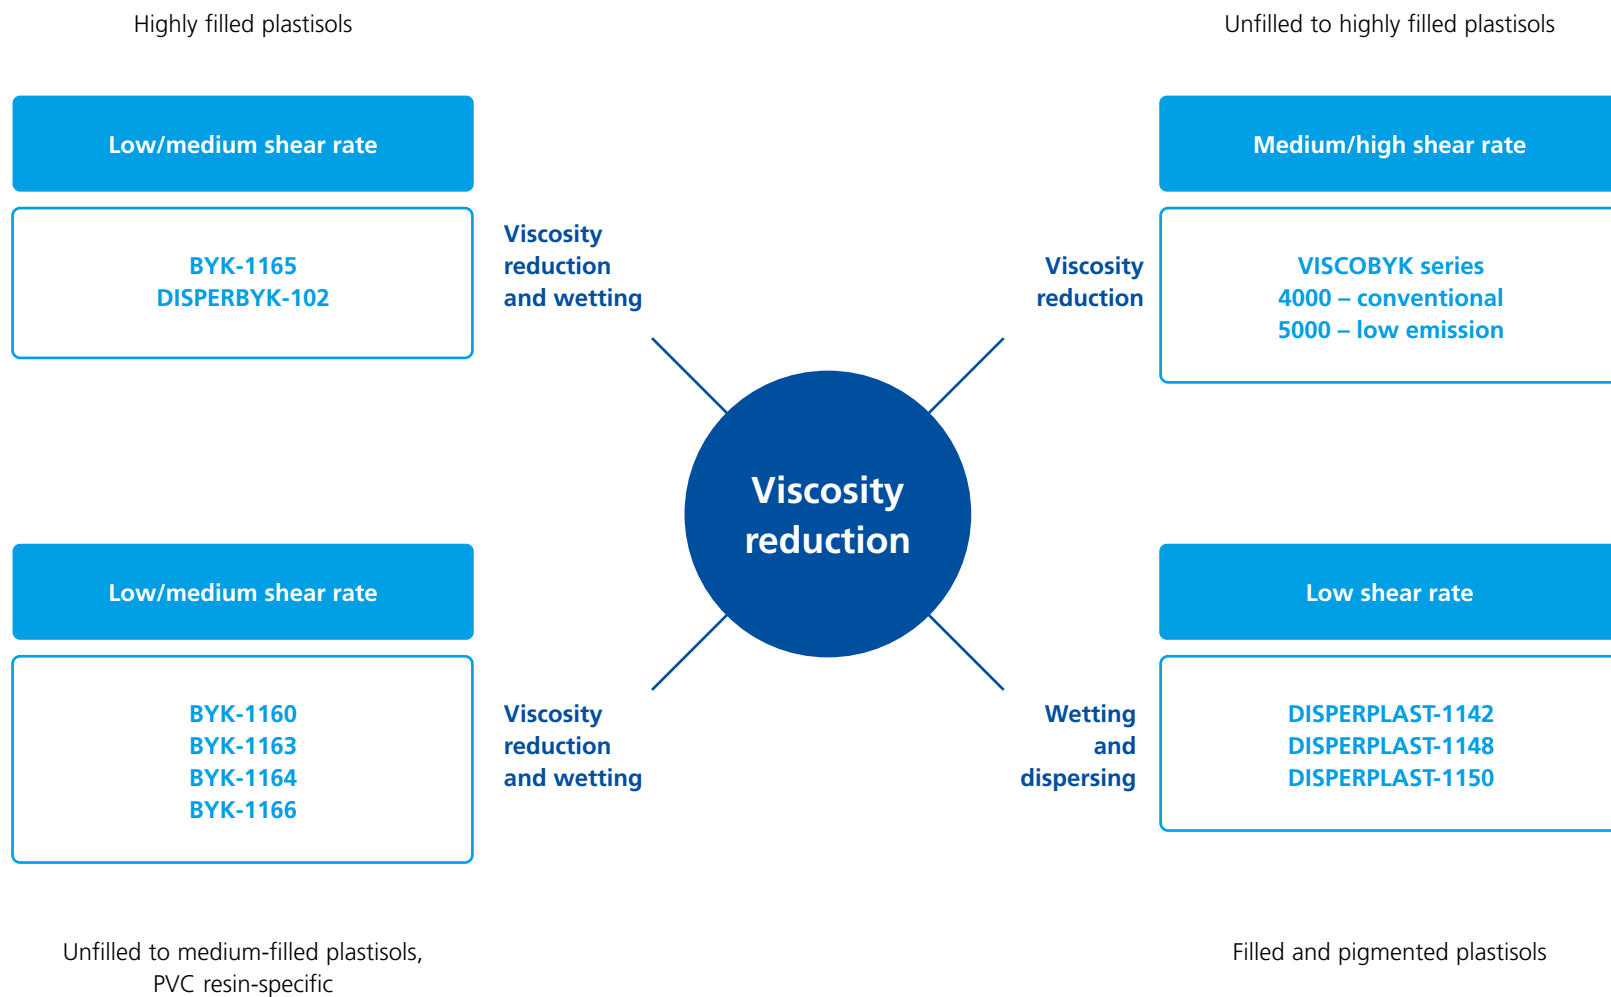 Highly filled plastisols
Unfilled to highly filled plastisols
Low/medium shear rate
Medium/high shear rate
BYK-1165
DISPERBYK-102
Viscosity
reduction
and wetting
Viscosity
reduction
VISCOBYK series
4000 – conventional
5000 – low emission
Viscosity
reduction
Low/medium shear rate
Low shear rate
BYK-1160
BYK-1163
BYK-1164
BYK-1166
Viscosity
reduction
and wetting
Wetting
and
dispersing
DISPERPLAST-1142
DISPERPLAST-1148
DISPERPLAST-1150
Unfilled to medium-filled plastisols,
PVC resin-specific
Filled and pigmented plastisols